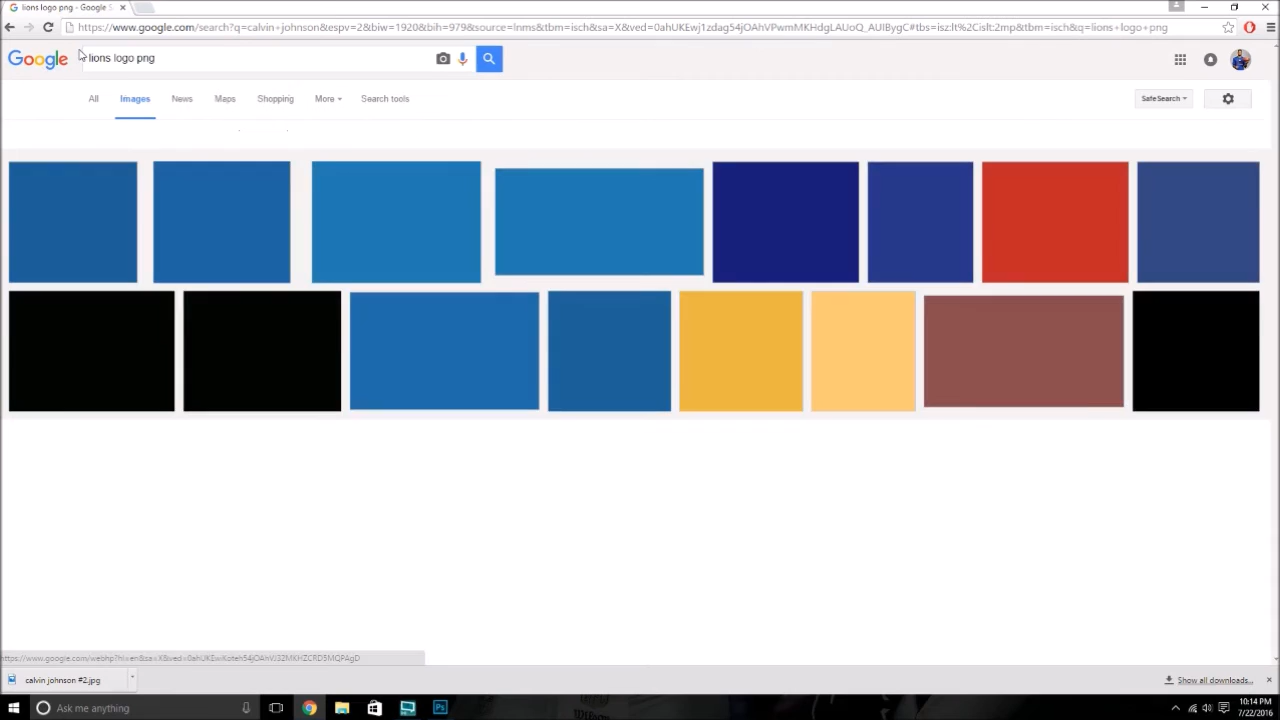 lions logo png - Google S
https://www.google.com/search?q=calvin+johnson&espv=2&biw=1920&bih=979&source=lnms&tbm=isch&sa=X&ved=0ahUKEwj1zdag54jOAhVPwmMKHdgLAUoQ_AUIBygC#tbs=isz:lt%2Cislt:2mp&tbm=isch&q=lions+logo+png
Google
lions logo png
All
Images
News
Maps
Shopping
More
Search tools
SafeSearch
calvin johnson #2.jpg
Show all downloads...
Ask me anything
Ps
10:14 PM
7/22/2016